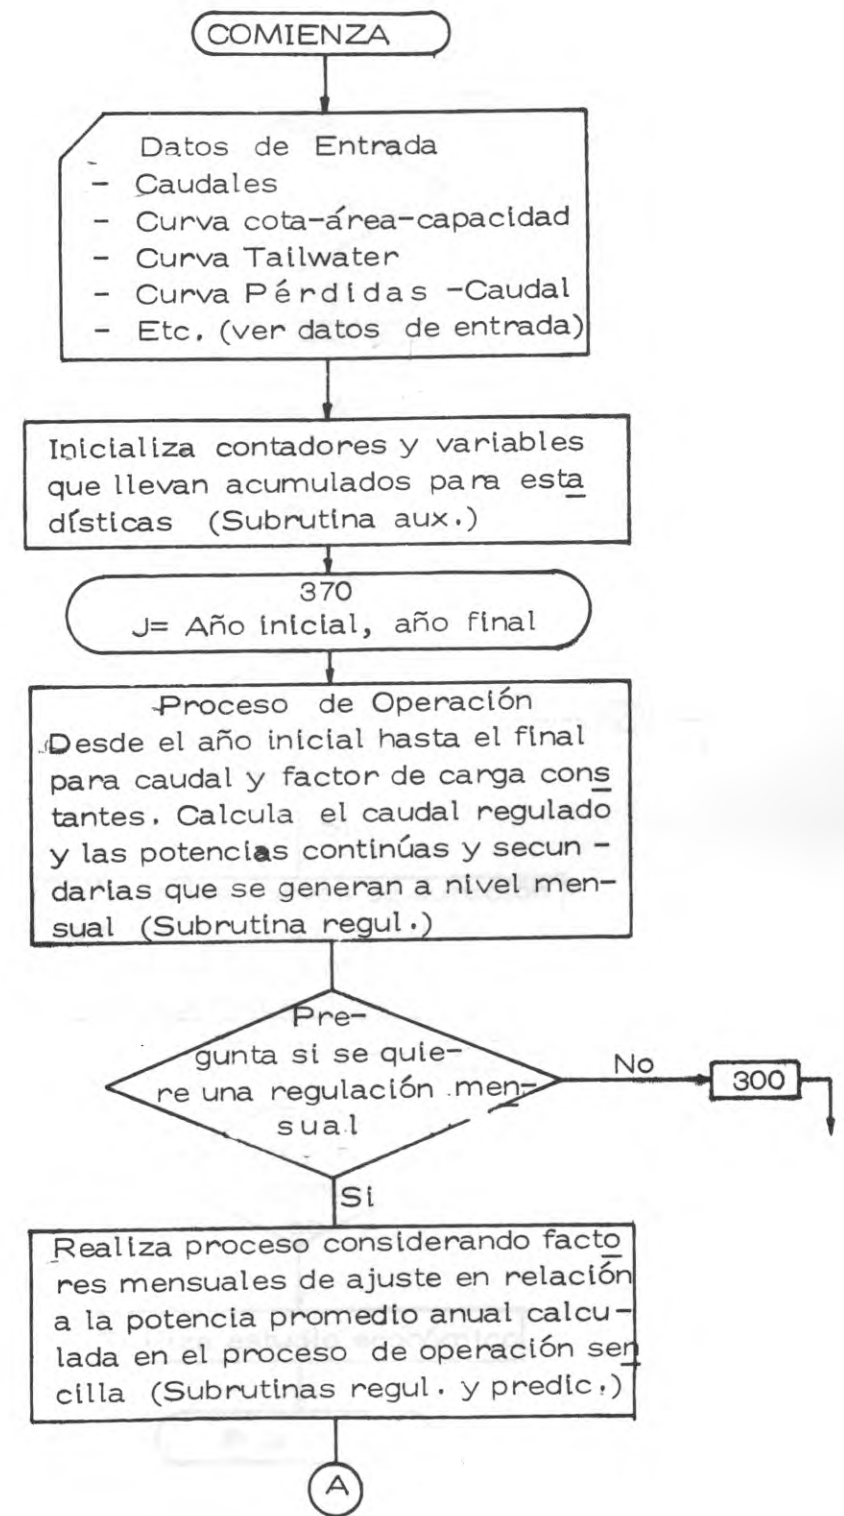 COMIENZA
Datos de Entrada
- Caudales
- Curva cota-área-capacidad
- Curva Tailwater
- Curva Pérdidas -Caudal
- Etc. (ver datos de entrada)
Inicializa contadores y variables
que llevan acumulados para esta
dísticas (Subrutina aux.)
370
J= Año inicial, año final
Proceso de Operación
Desde el año inicial hasta el final
para caudal y factor de carga cons
tantes. Calcula el caudal regulado
y las potencias continúas y secun -
darias que se generan a nivel men-
sual (Subrutina regul.)
Pre-
gunta si se quie-
re una regulación men-
sual
No
300
Si
Realiza proceso considerando facto
res mensuales de ajuste en relación
a la potencia promedio anual calcu-
lada en el proceso de operación sen
cilla (Subrutinas regul. y predic.)
A